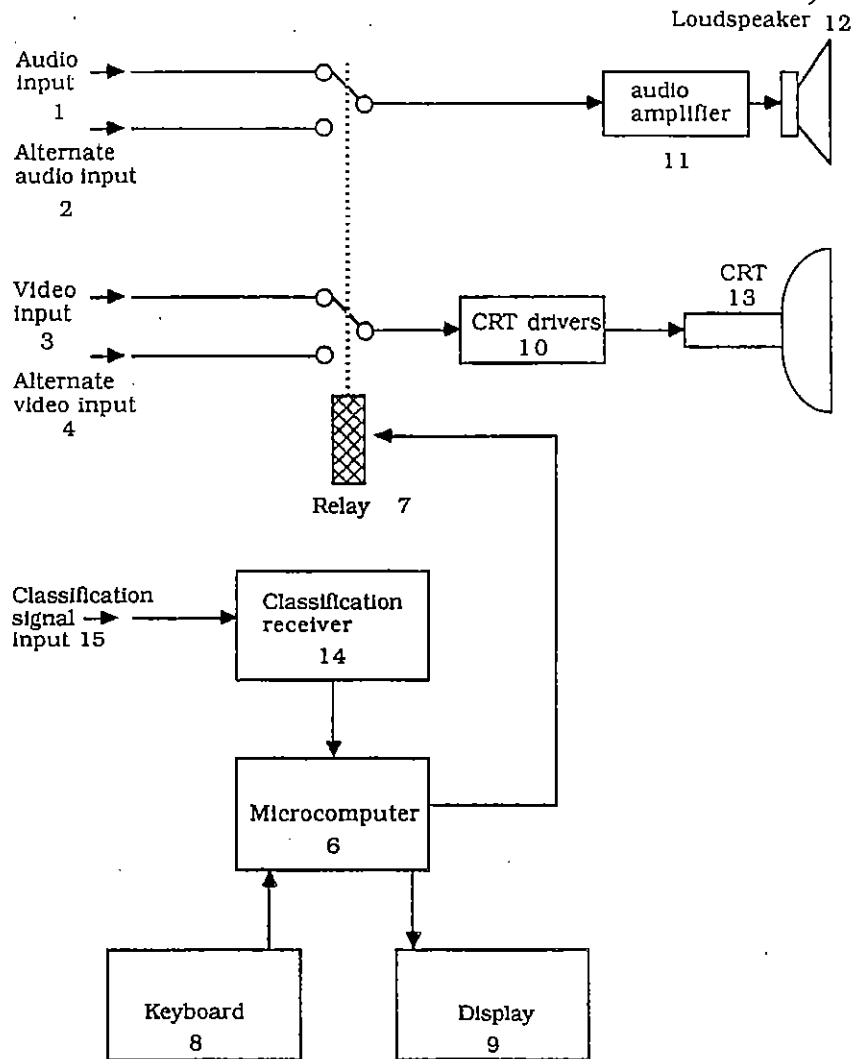 Loudspeaker 12
Audio
input
1
audio
amplifier
11
Alternate
audio input
2
Video
input
3
CRT
13
CRT drivers
10
Alternate
video input
4
Relay 7
Classification
signal
input 15
Classification
receiver
14
Microcomputer
6
Keyboard
8
Display
9